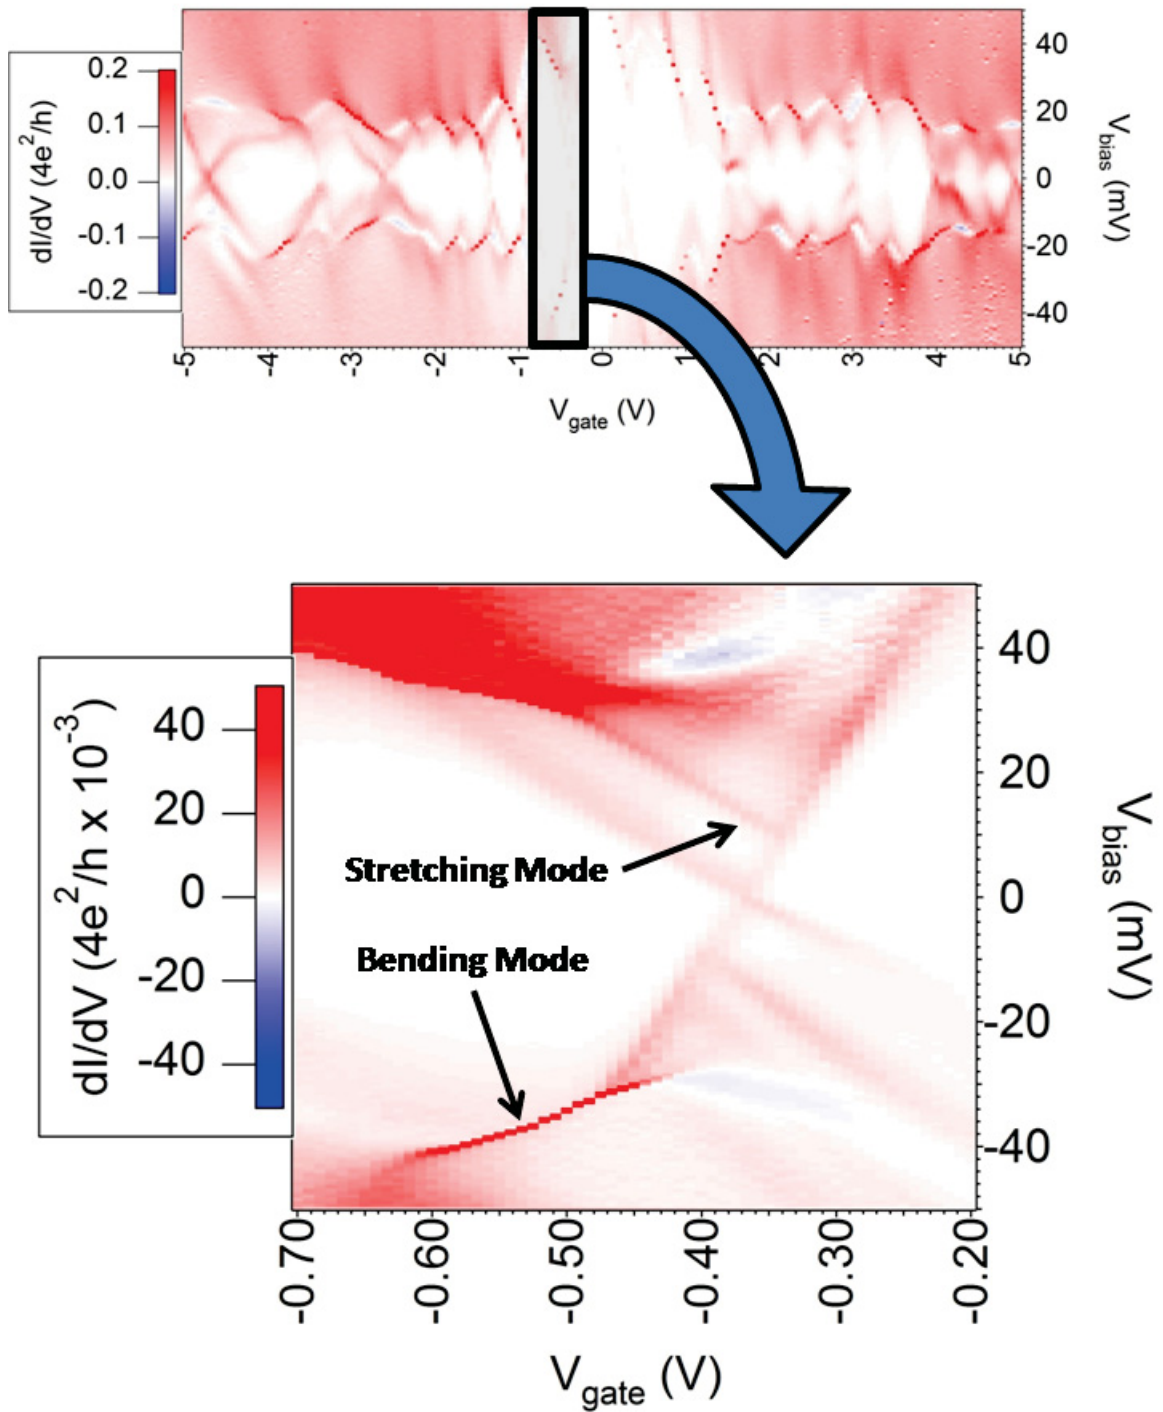 dI/dV (4e²/h)
0.2
0.1
0.0
-0.1
-0.2
40
20
0
-20
-40
V_bias (mV)
-5 -4 -3 -2 -1 0 1 2 3 4 5
V_gate (V)
dI/dV (4e²/h x 10⁻³)
40
20
0
-20
-40
Stretching Mode
Bending Mode
40
20
0
-20
-40
V_bias (mV)
-0.70 -0.60 -0.50 -0.40 -0.30 -0.20
V_gate (V)